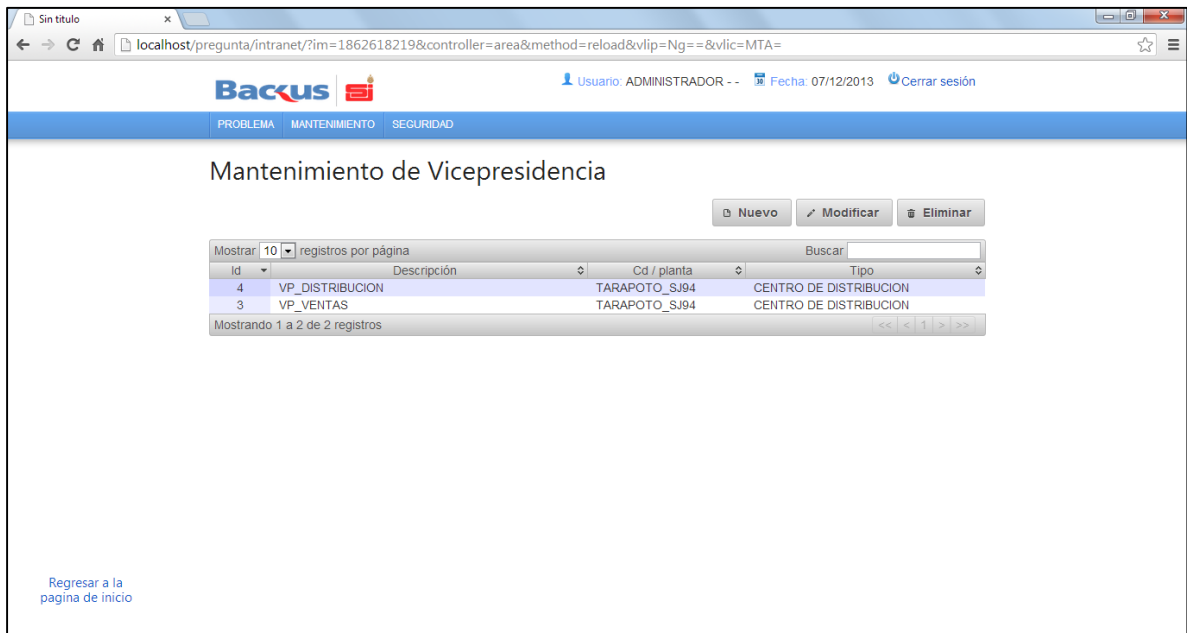 Sin titulo
localhost/pregunta/intranet/?im=1862618219&controller=area&method=reload&vlip=Ng==&vlic=MTA=
Backus si Usuario: ADMINISTRADOR - - 30 Fecha: 07/12/2013 Cerrar sesión
PROBLEMA MANTENIMIENTO SEGURIDAD
Mantenimiento de Vicepresidencia
Nuevo Modificar Eliminar
Mostrar 10 registros por página Buscar
Id Descripción Cd / planta Tipo
4 VP_DISTRIBUCION TARAPOTO_SJ94 CENTRO DE DISTRIBUCION
3 VP_VENTAS TARAPOTO_SJ94 CENTRO DE DISTRIBUCION
Mostrando 1 a 2 de 2 registros << < 1 > >>
Regresar a la
pagina de inicio